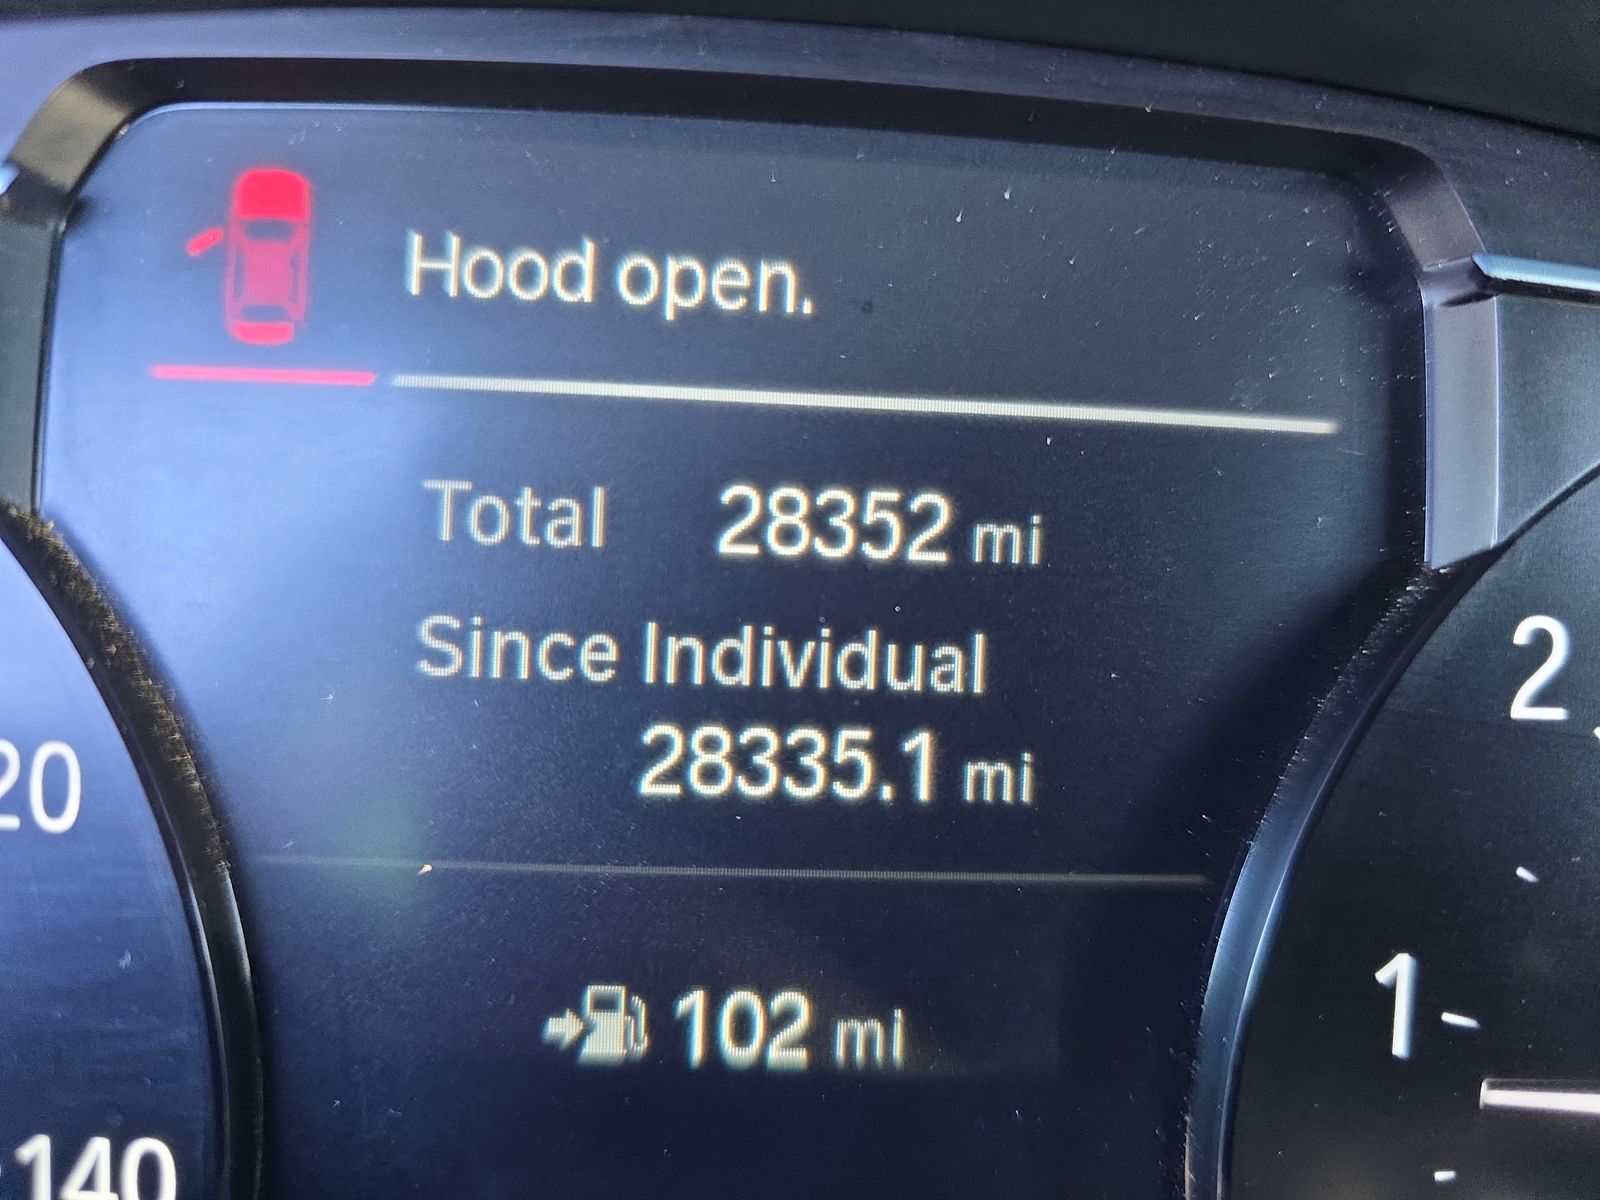 Hood open.
Total 28352 mi
Since Individual
28335.1 mi
102 mi
20
140
2
1